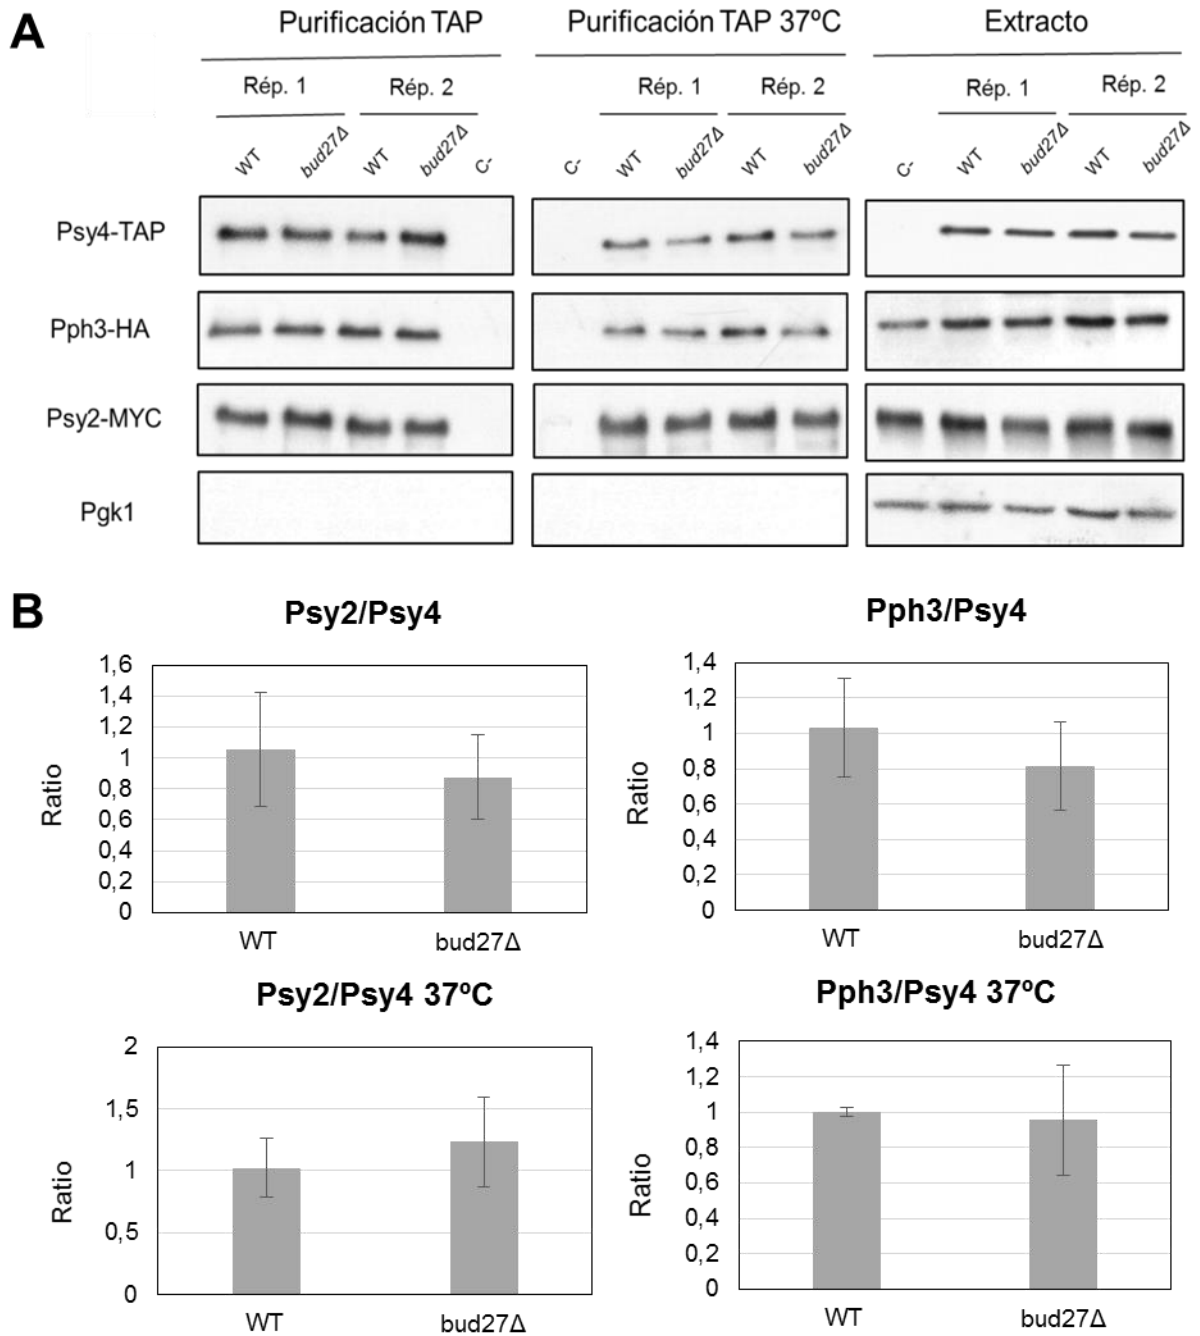 A
Purificación TAP
Purificación TAP 37ºC
Extracto
Rép. 1
Rép. 2
Rép. 1
Rép. 2
Rép. 1
Rép. 2
WT
bud27Δ
WT
bud27Δ
C-
C-
WT
bud27Δ
WT
bud27Δ
C-
WT
bud27Δ
WT
bud27Δ
Psy4-TAP
Pph3-HA
Psy2-MYC
Pgk1
B
Psy2/Psy4
1,6
1,4
1,2
1
0,8
0,6
0,4
0,2
0
Ratio
WT
bud27Δ
Pph3/Psy4
1,4
1,2
1
0,8
0,6
0,4
0,2
0
Ratio
WT
bud27Δ
Psy2/Psy4 37ºC
2
1,5
1
0,5
0
Ratio
WT
bud27Δ
Pph3/Psy4 37ºC
1,4
1,2
1
0,8
0,6
0,4
0,2
0
Ratio
WT
bud27Δ